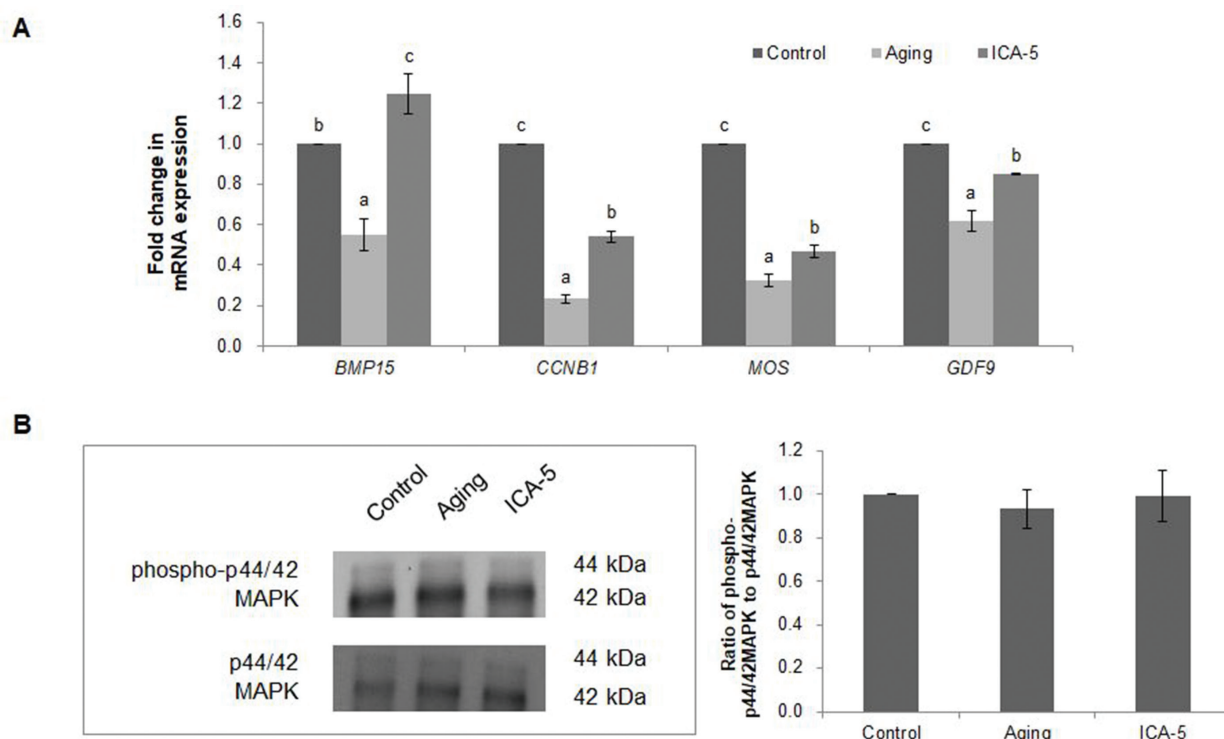 A
Fold change in
mRNA expression
1.6
1.4
1.2
1.0
0.8
0.6
0.4
0.2
0.0
Control Aging ICA-5
b a c
c a b
c a b
c a b
BMP15 CCNB1 MOS GDF9
B
Control Aging ICA-5
phospho-p44/42
MAPK
44 kDa
42 kDa
p44/42
MAPK
44 kDa
42 kDa
Ratio of phospho-
p44/42MAPK to p44/42MAPK
1.2
1.0
0.8
0.6
0.4
0.2
0.0
Control Aging ICA-5